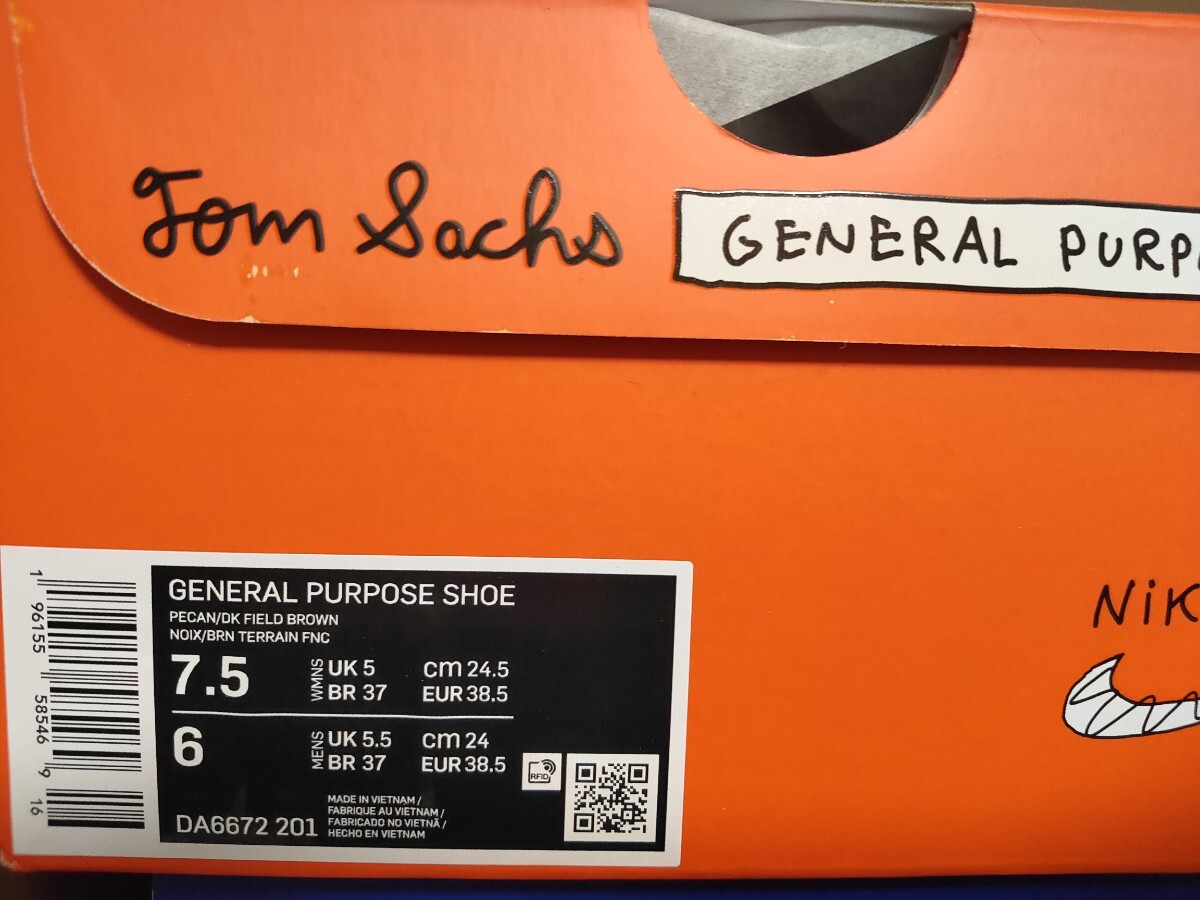 Tom Sachs
GENERAL PURP
NiK
GENERAL PURPOSE SHOE
PECAN/DK FIELD BROWN
NOIX/BRN TERRAIN FNC
7.5 WMNS UK 5 cm 24.5
BR 37 EUR 38.5
6 MENS UK 5.5 cm 24
BR 37 EUR 38.5
RFID
DA6672 201
MADE IN VIETNAM /
FABRIQUE AU VIETNAM /
FABRICADO NO VIETNÃ /
HECHO EN VIETNAM
1 96155 58546 9 16